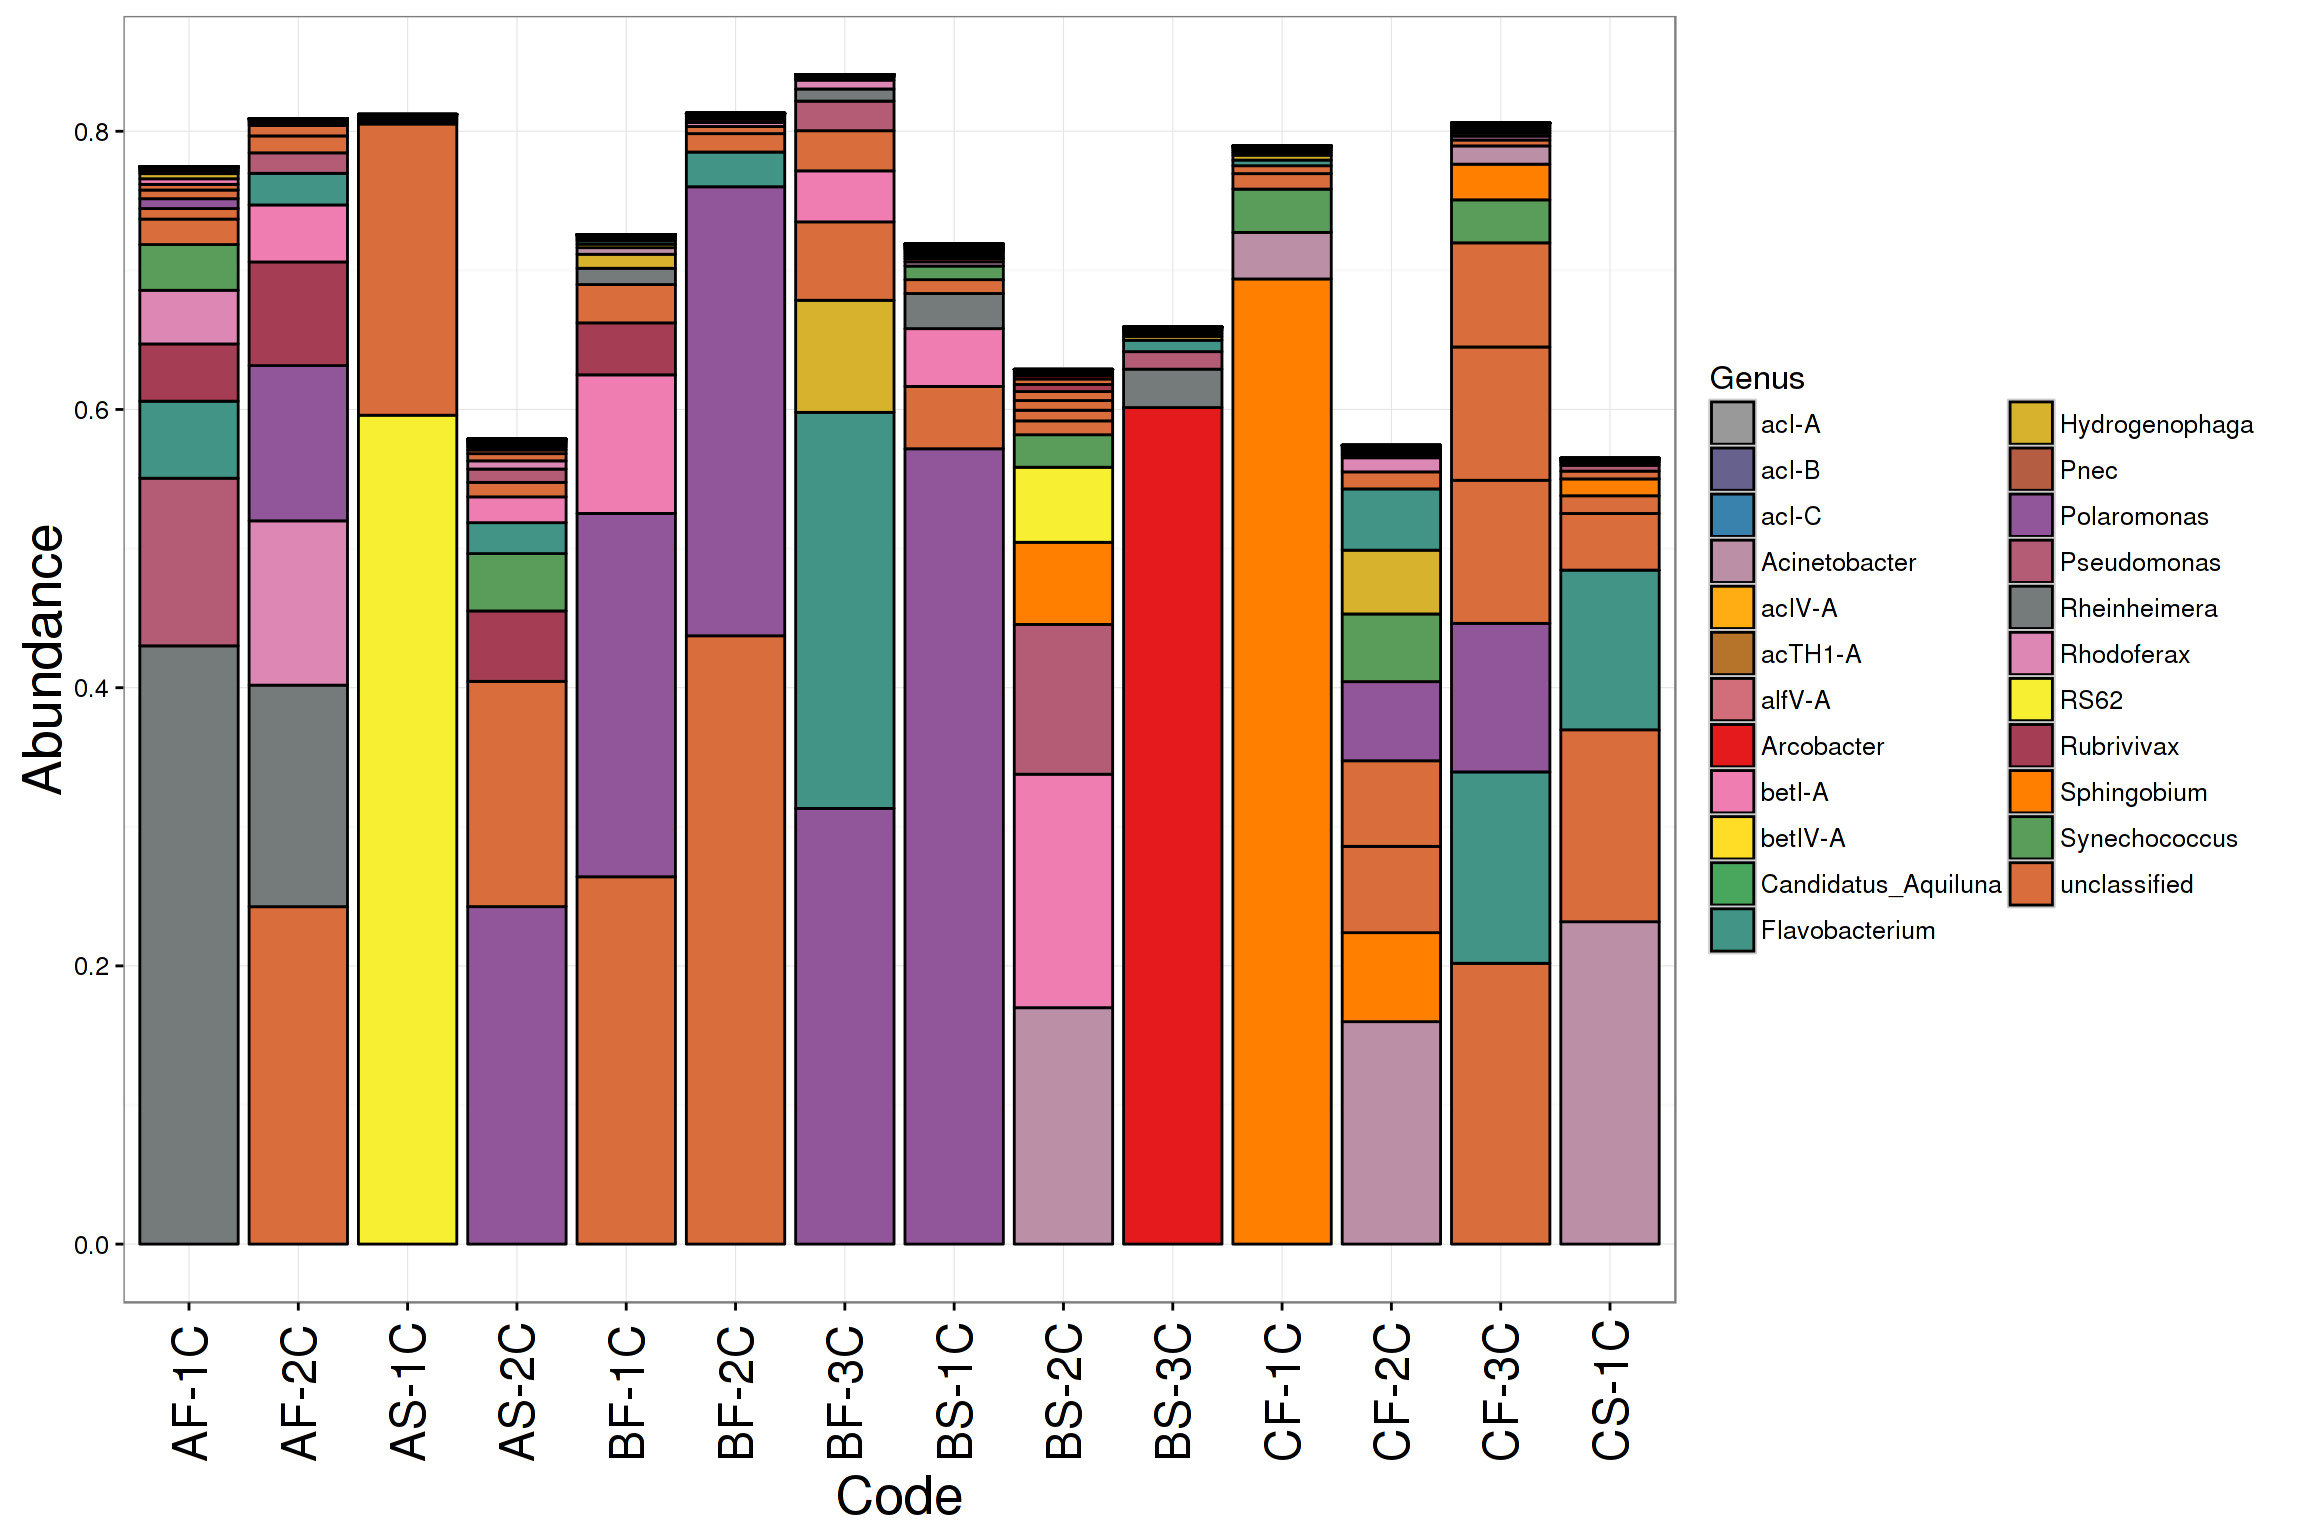 Abundance
0.8
0.6
0.4
0.2
0.0
AF-1C
AF-2C
AS-1C
AS-2C
BF-1C
BF-2C
BF-3C
BS-1C
BS-2C
BS-3C
CF-1C
CF-2C
CF-3C
CS-1C
Code
Genus
acI-A
acI-B
acI-C
Acinetobacter
acIV-A
acTH1-A
alfV-A
Arcobacter
betI-A
betIV-A
Candidatus_Aquiluna
Flavobacterium
Hydrogenophaga
Pnec
Polaromonas
Pseudomonas
Rheinheimera
Rhodoferax
RS62
Rubrivivax
Sphingobium
Synechococcus
unclassified